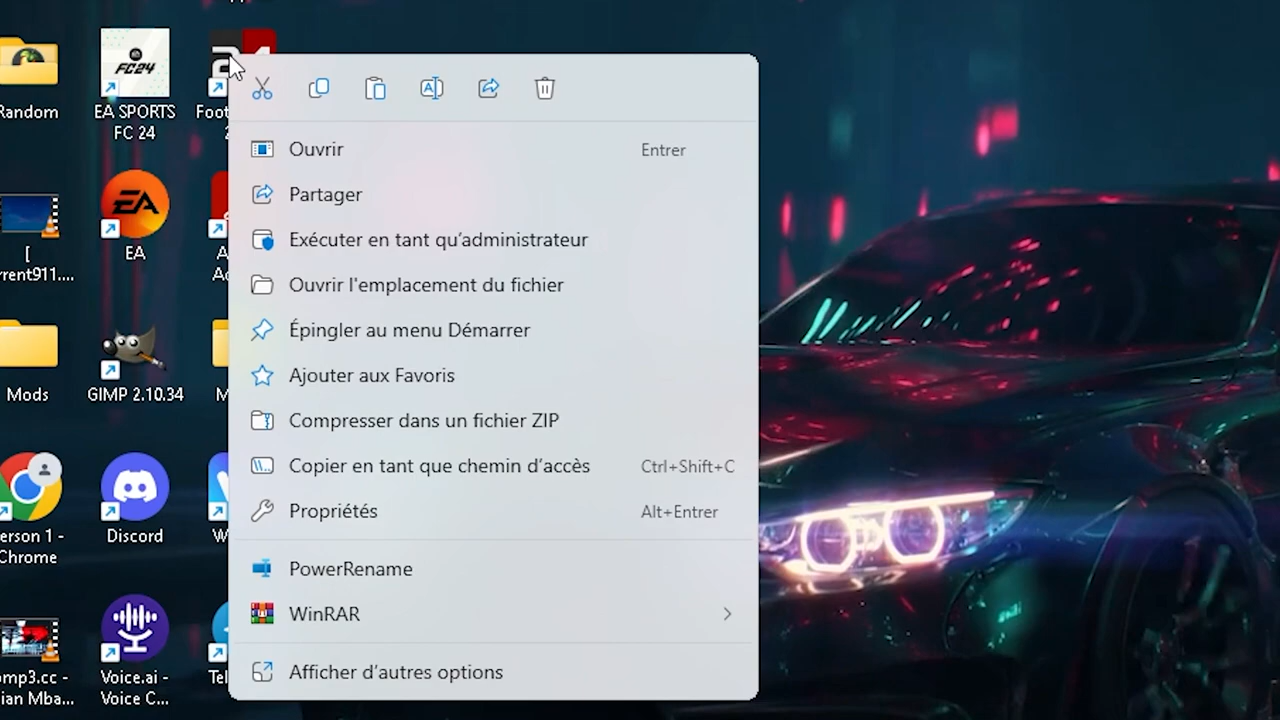 Random
EA SPORTS
FC 24
Foot
Ouvrir Entrer
Partager
Exécuter en tant qu'administrateur
Ouvrir l'emplacement du fichier
Épingler au menu Démarrer
Ajouter aux Favoris
Compresser dans un fichier ZIP
Copier en tant que chemin d'accès Ctrl+Shift+C
Propriétés Alt+Entrer
PowerRename
WinRAR
Afficher d'autres options
FC24
EA
[
rrent911....
EA
Mods
GIMP 2.10.34
erson 1 -
Chrome
Discord
mp3.cc -
ian Mba...
Voice.ai -
Voice C...
Tel